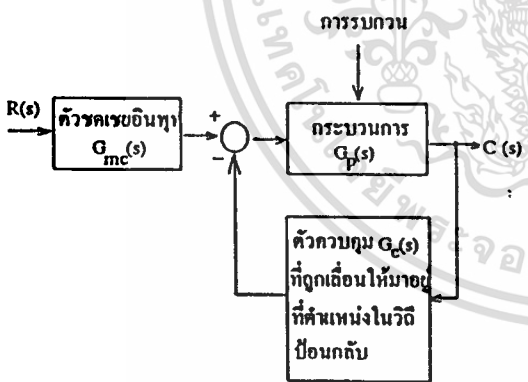 การรบกวน
R(s)
ตัวชดเชยอินพุท
G_mc(s)
+
−
กระบวนการ
G_p(s)
C (s)
ตัวควบคุม G_c(s)
ที่ถูกเลื่อนให้มาอยู่
ที่ตำแหน่งในวิถี
ป้อนกลับ